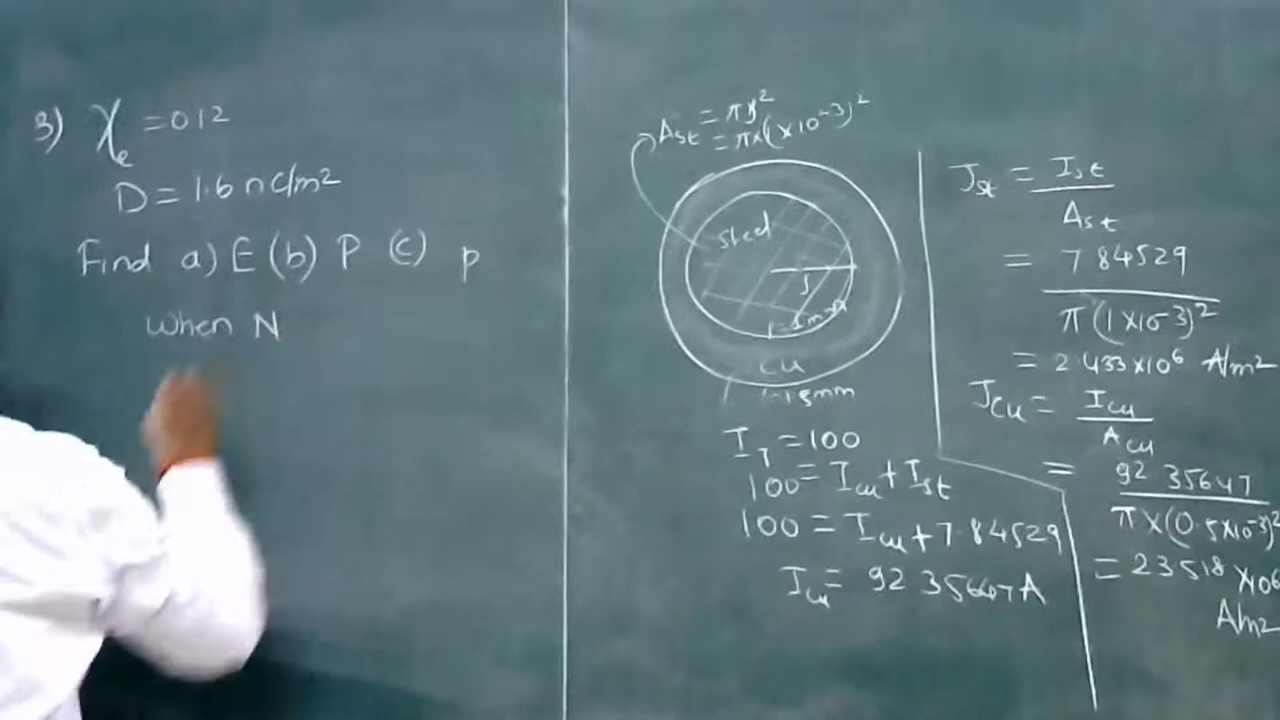 3) χe = 0.12
D = 1.6 nC/m²
Find a) E (b) P (c) p
when N
Ast = πr²
= π×(1×10-3)²
steel
cu
1.5mm
IT = 100
100 = Icu + Ist
100 = Icu + 7.84529
Icu = 92.35647 A
Jst = Ist
Ast
= 7.84529
π(1×10-3)²
= 2.433×10⁶ A/m²
Jcu = Icu
Acu
= 92.35647
π×(0.5×10-3)²
= 23.518 ×106
A/m2